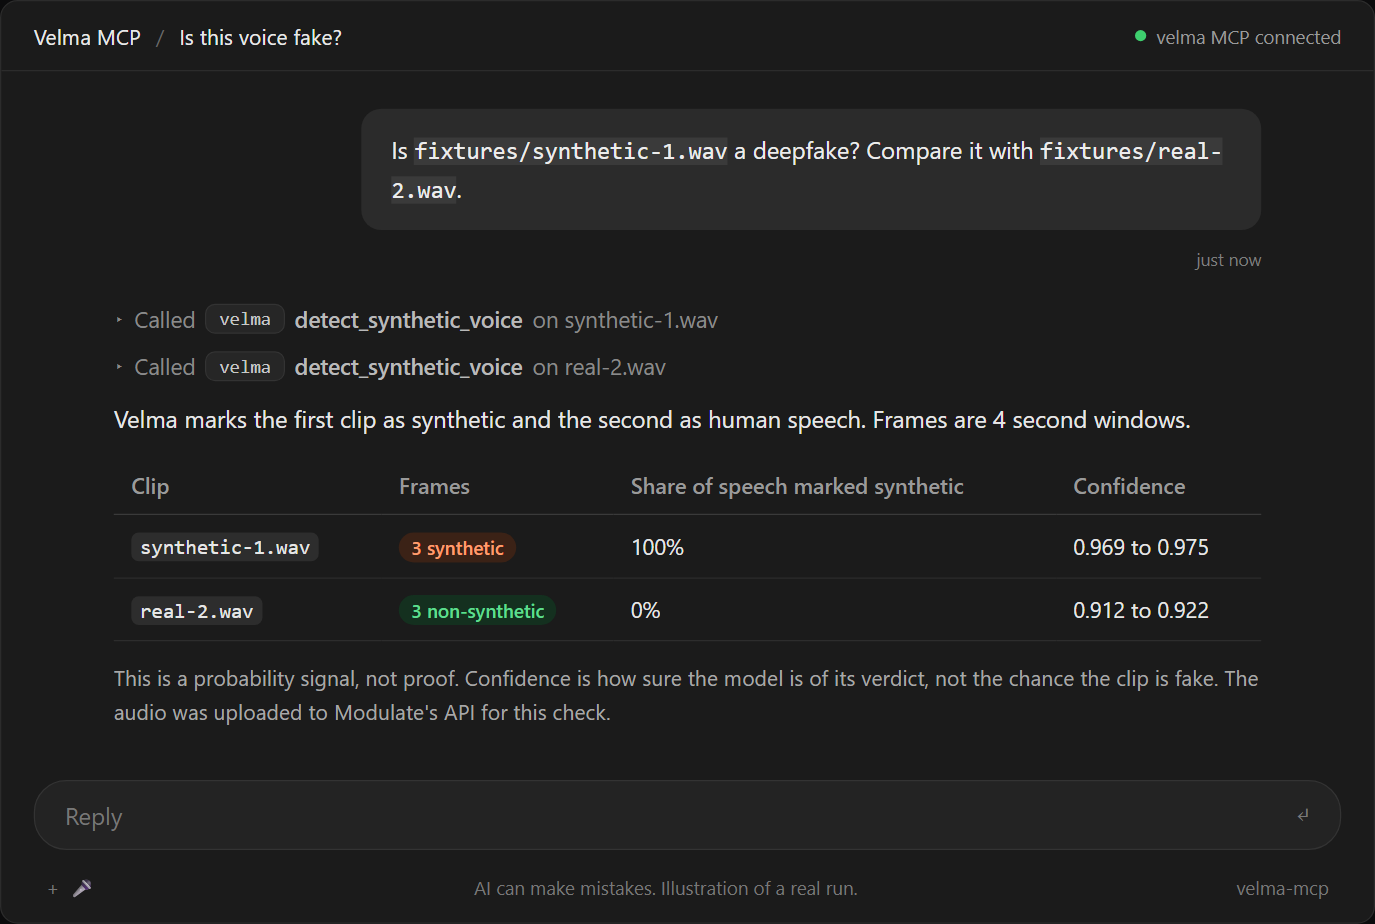 Velma MCP / Is this voice fake?
velma MCP connected
Is fixtures/synthetic-1.wav a deepfake? Compare it with fixtures/real-
2.wav.
just now
‣ Called velma detect_synthetic_voice on synthetic-1.wav
‣ Called velma detect_synthetic_voice on real-2.wav
Velma marks the first clip as synthetic and the second as human speech. Frames are 4 second windows.
Clip Frames Share of speech marked synthetic Confidence
synthetic-1.wav 3 synthetic 100% 0.969 to 0.975
real-2.wav 3 non-synthetic 0% 0.912 to 0.922
This is a probability signal, not proof. Confidence is how sure the model is of its verdict, not the chance the clip is fake. The
audio was uploaded to Modulate's API for this check.
Reply ↵
+ AI can make mistakes. Illustration of a real run. velma-mcp